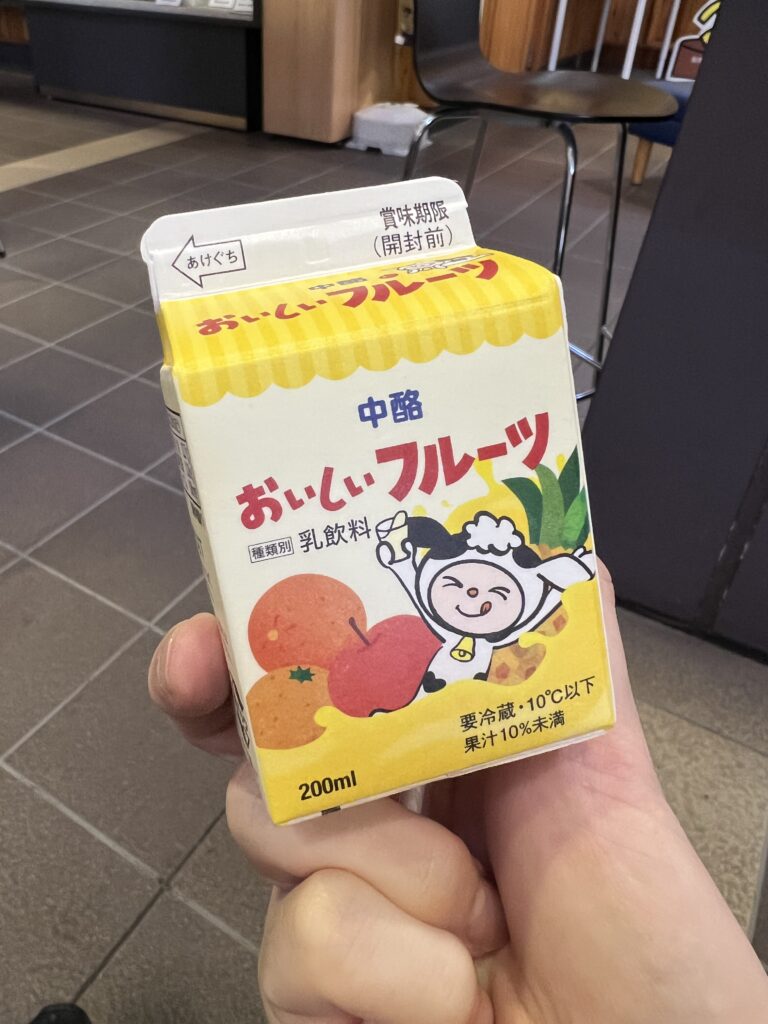 賞味期限
(開封前)
あけぐち
中酪
おいしいフルーツ
中酪
おいしいフルーツ
種類別 乳飲料
要冷蔵・10℃以下
果汁10%未満
200ml